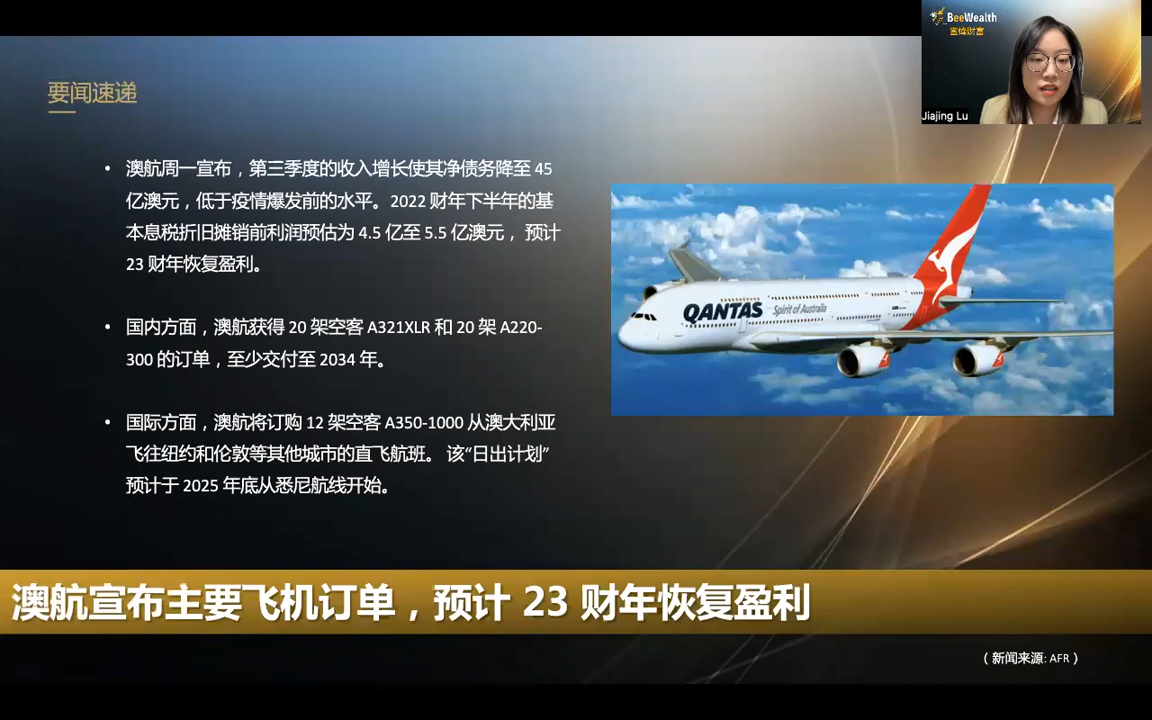 BeeWealth
蜜蜂财富
Jiajing Lu
要闻速递
• 澳航周一宣布，第三季度的收入增长使其净债务降至 45
亿澳元，低于疫情爆发前的水平。2022 财年下半年的基
本息税折旧摊销前利润预估为 4.5 亿至 5.5 亿澳元， 预计
23 财年恢复盈利。
• 国内方面，澳航获得 20 架空客 A321XLR 和 20 架 A220-
300 的订单，至少交付至 2034 年。
• 国际方面，澳航将订购 12 架空客 A350-1000 从澳大利亚
飞往纽约和伦敦等其他城市的直飞航班。 该“日出计划”
预计于 2025 年底从悉尼航线开始。
QANTAS Spirit of Australia
澳航宣布主要飞机订单，预计 23 财年恢复盈利
（新闻来源: AFR）